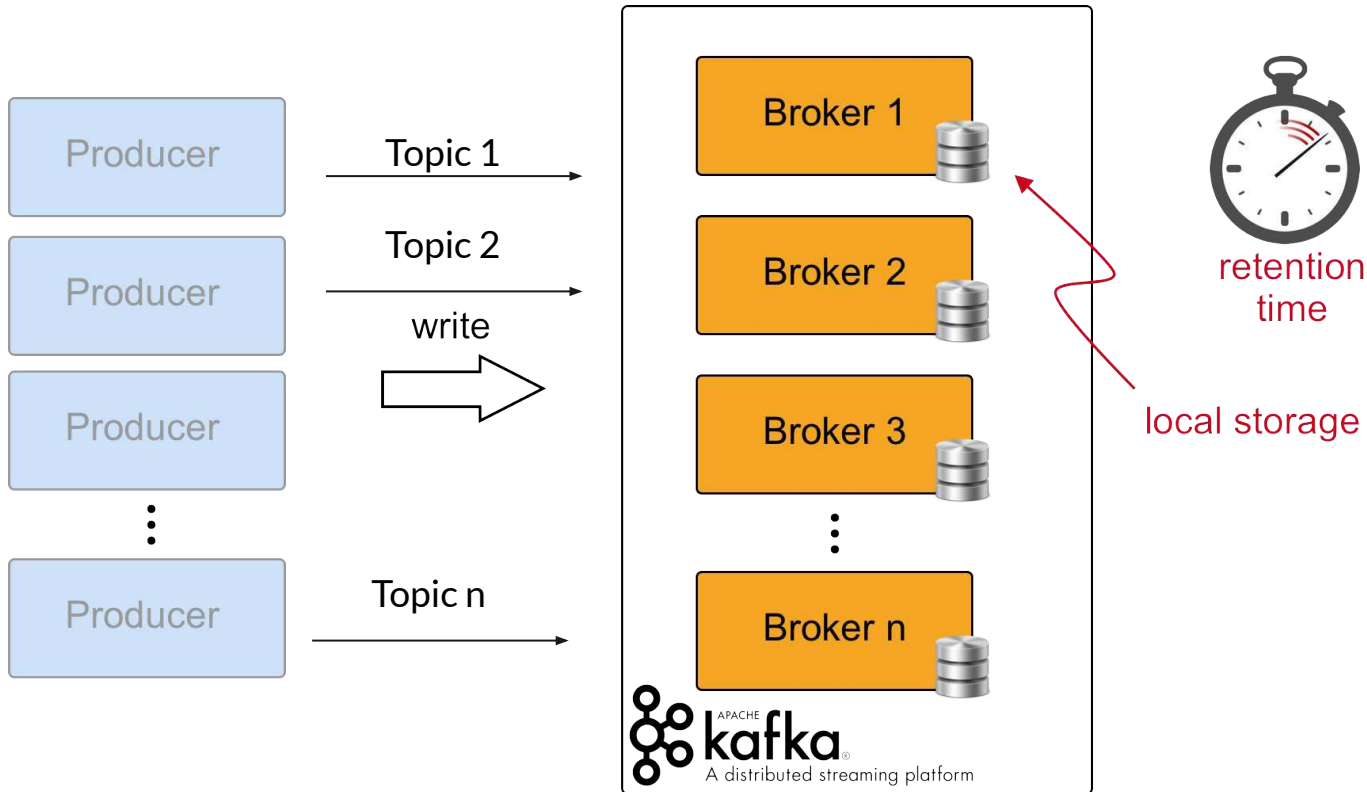 Producer
Producer
Producer
Producer
Topic 1
Topic 2
write
Topic n
Broker 1
Broker 2
Broker 3
Broker n
APACHE
kafka®
A distributed streaming platform
retention
time
local storage